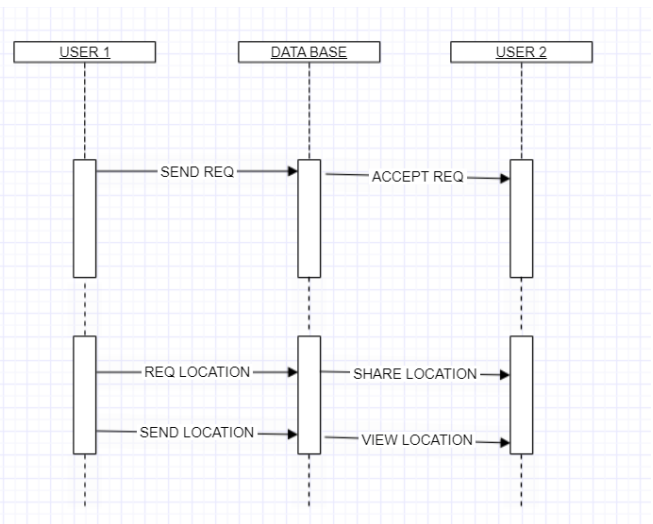 USER 1
DATA BASE
USER 2
SEND REQ
ACCEPT REQ
REQ LOCATION
SHARE LOCATION
SEND LOCATION
VIEW LOCATION